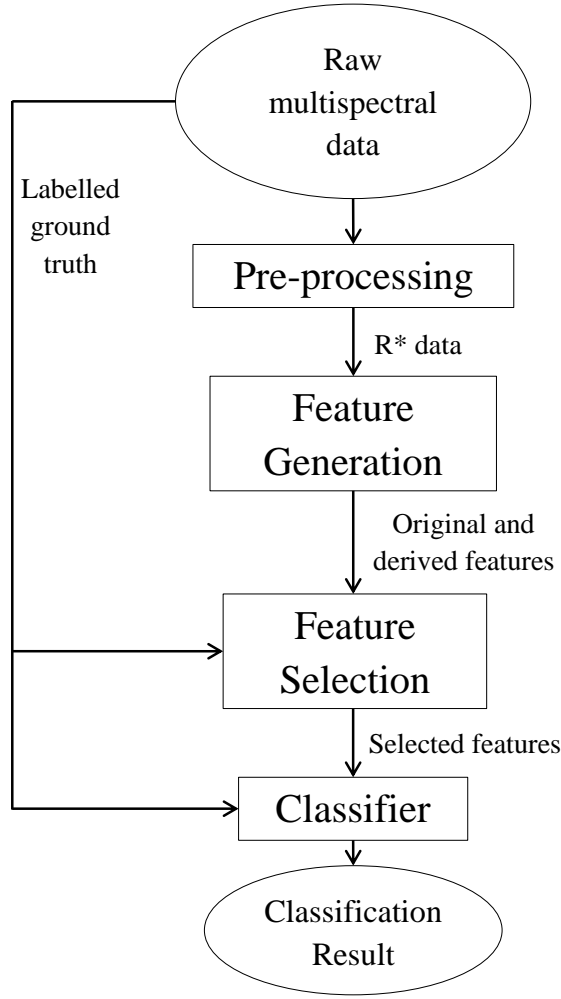 Raw
multispectral
data
Labelled
ground
truth
Pre-processing
R* data
Feature
Generation
Original and
derived features
Feature
Selection
Selected features
Classifier
Classification
Result